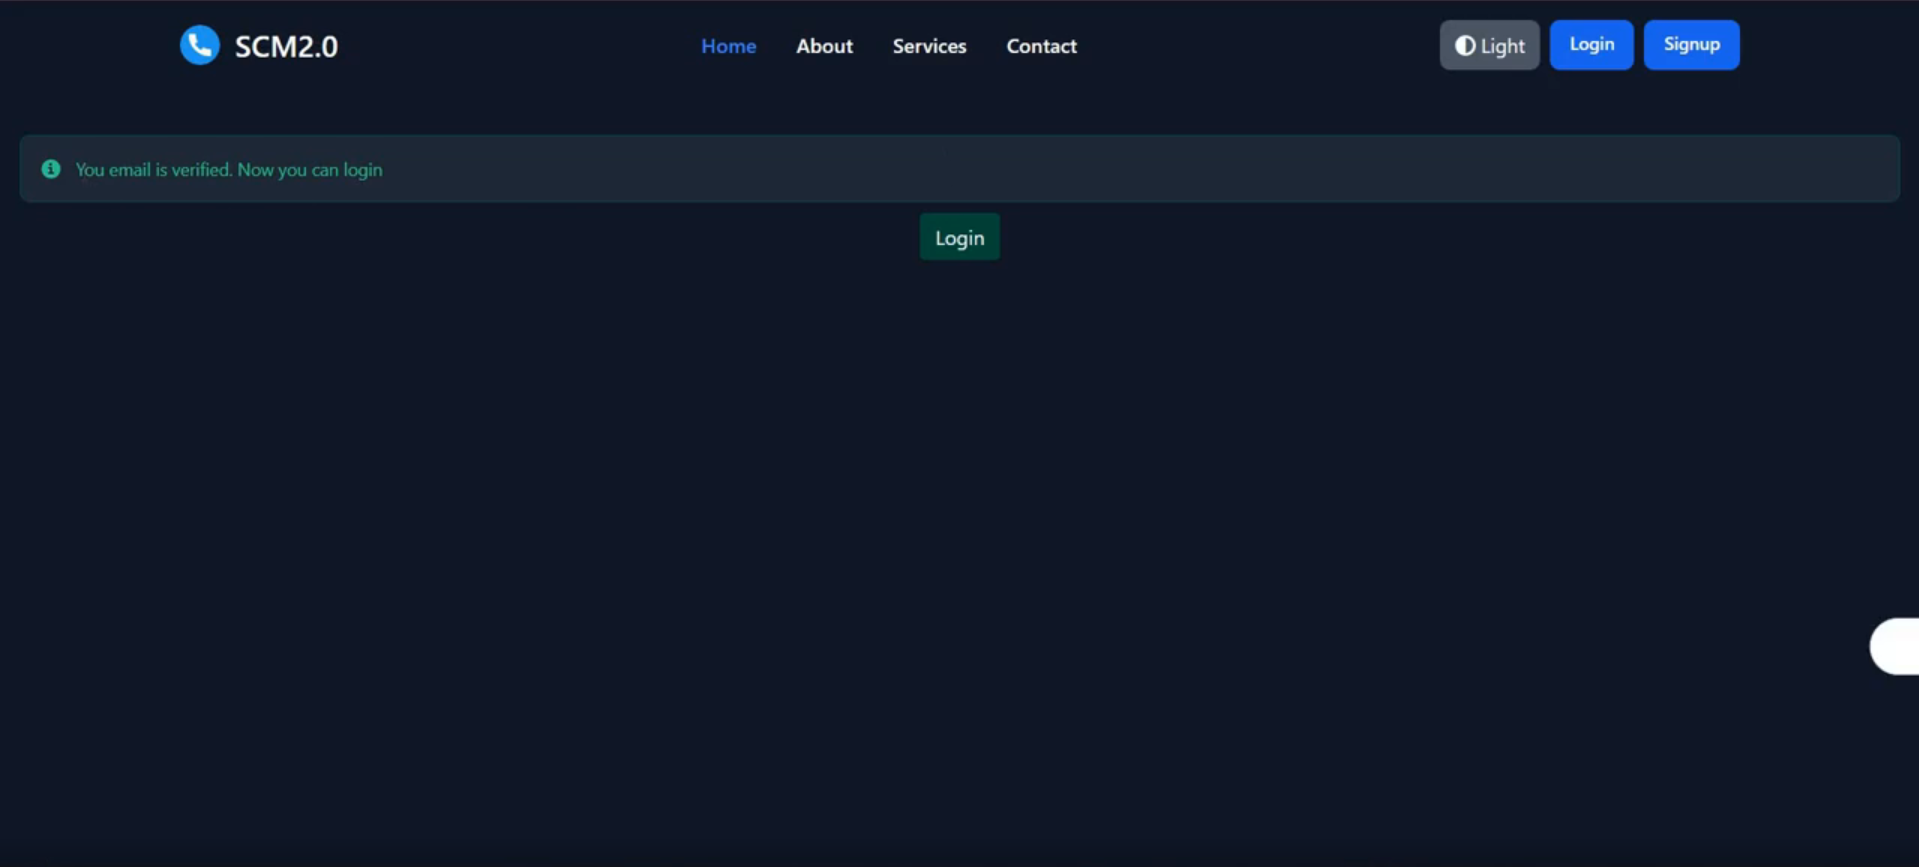 SCM2.0
Home About Services Contact
Light Login Signup
You email is verified. Now you can login
Login